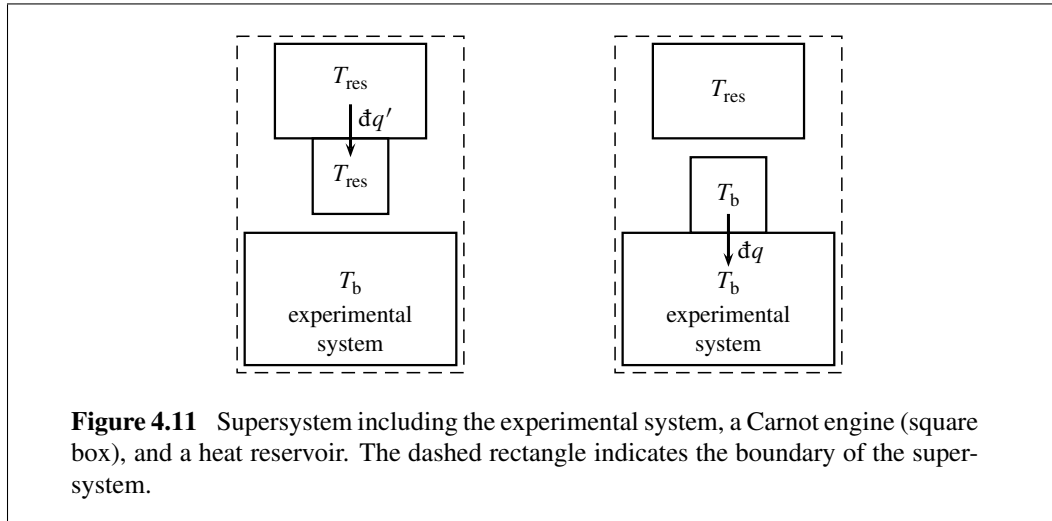 T_res
đq′
T_res
T_b
experimental
system
T_res
T_b
đq
T_b
experimental
system
Figure 4.11 Supersystem including the experimental system, a Carnot engine (square
box), and a heat reservoir. The dashed rectangle indicates the boundary of the super-
system.